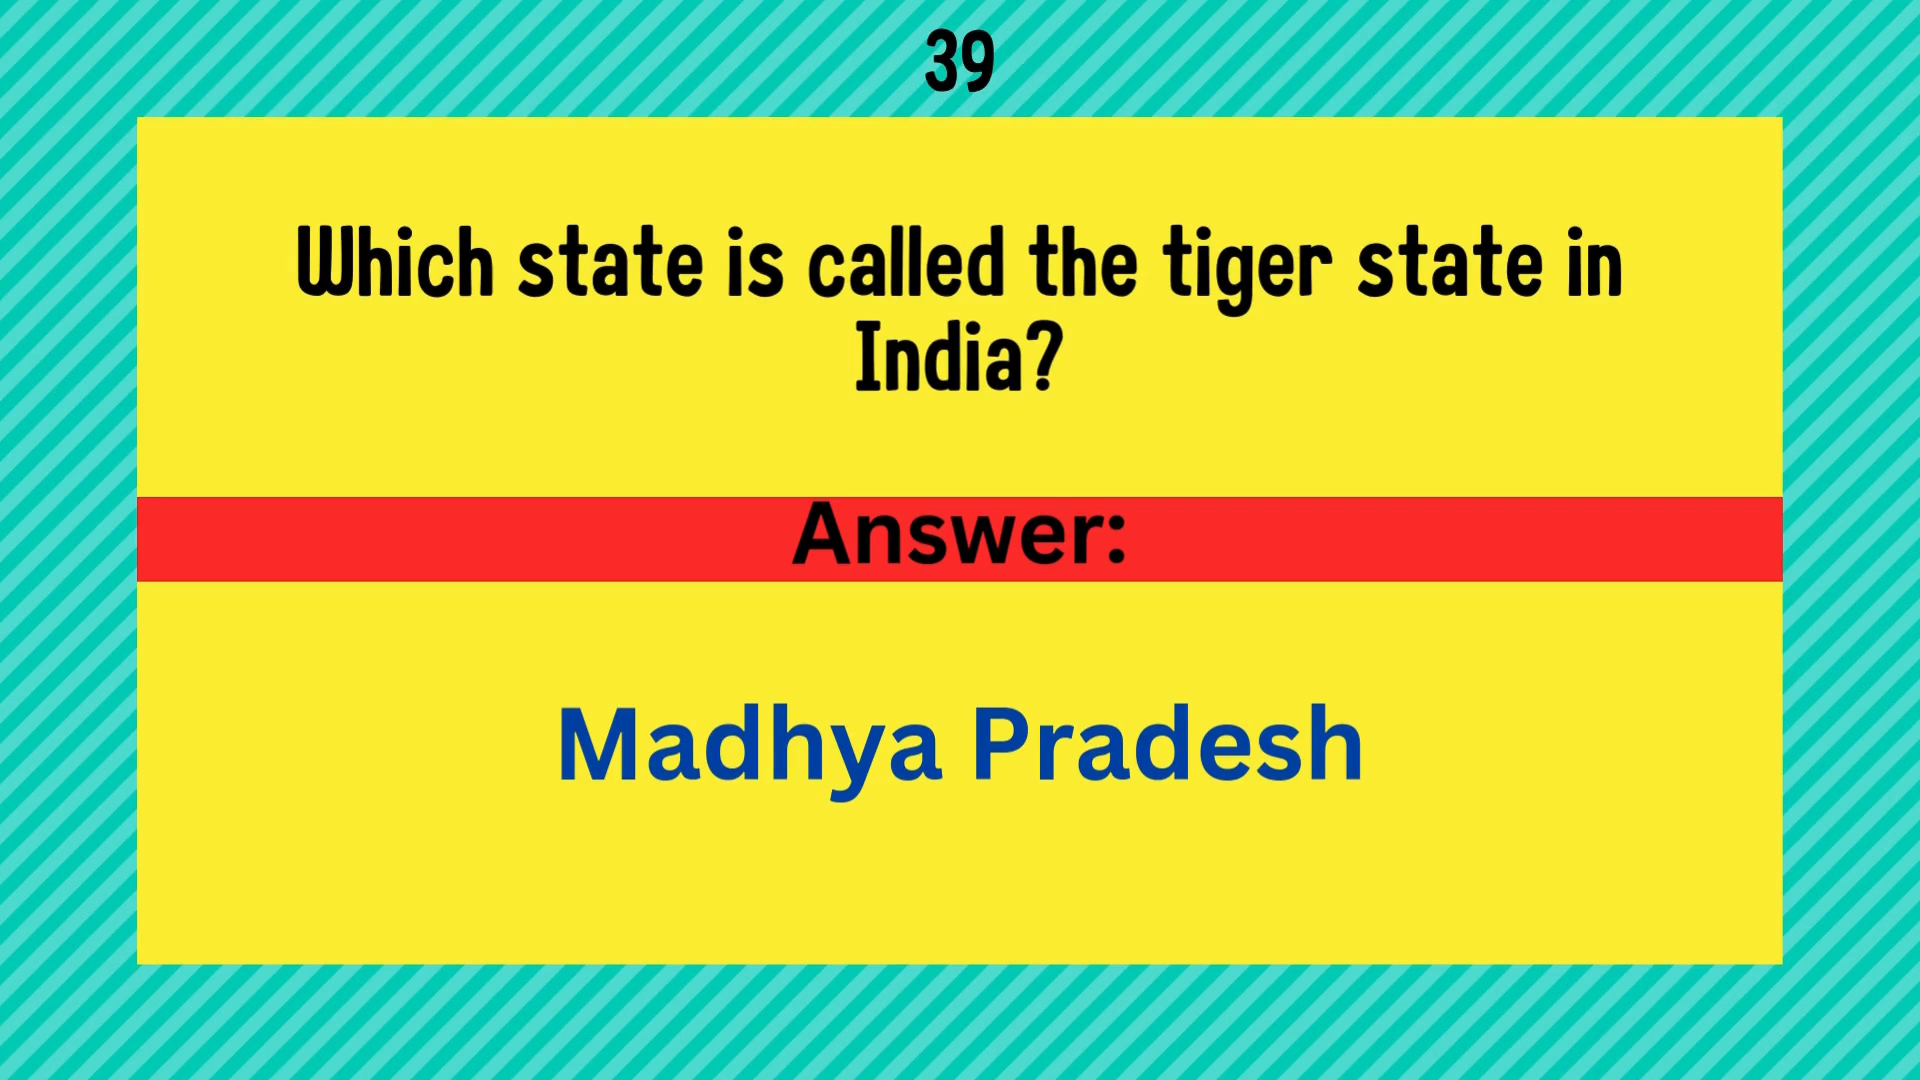 39
Which state is called the tiger state in
India?
Answer:
Madhya Pradesh